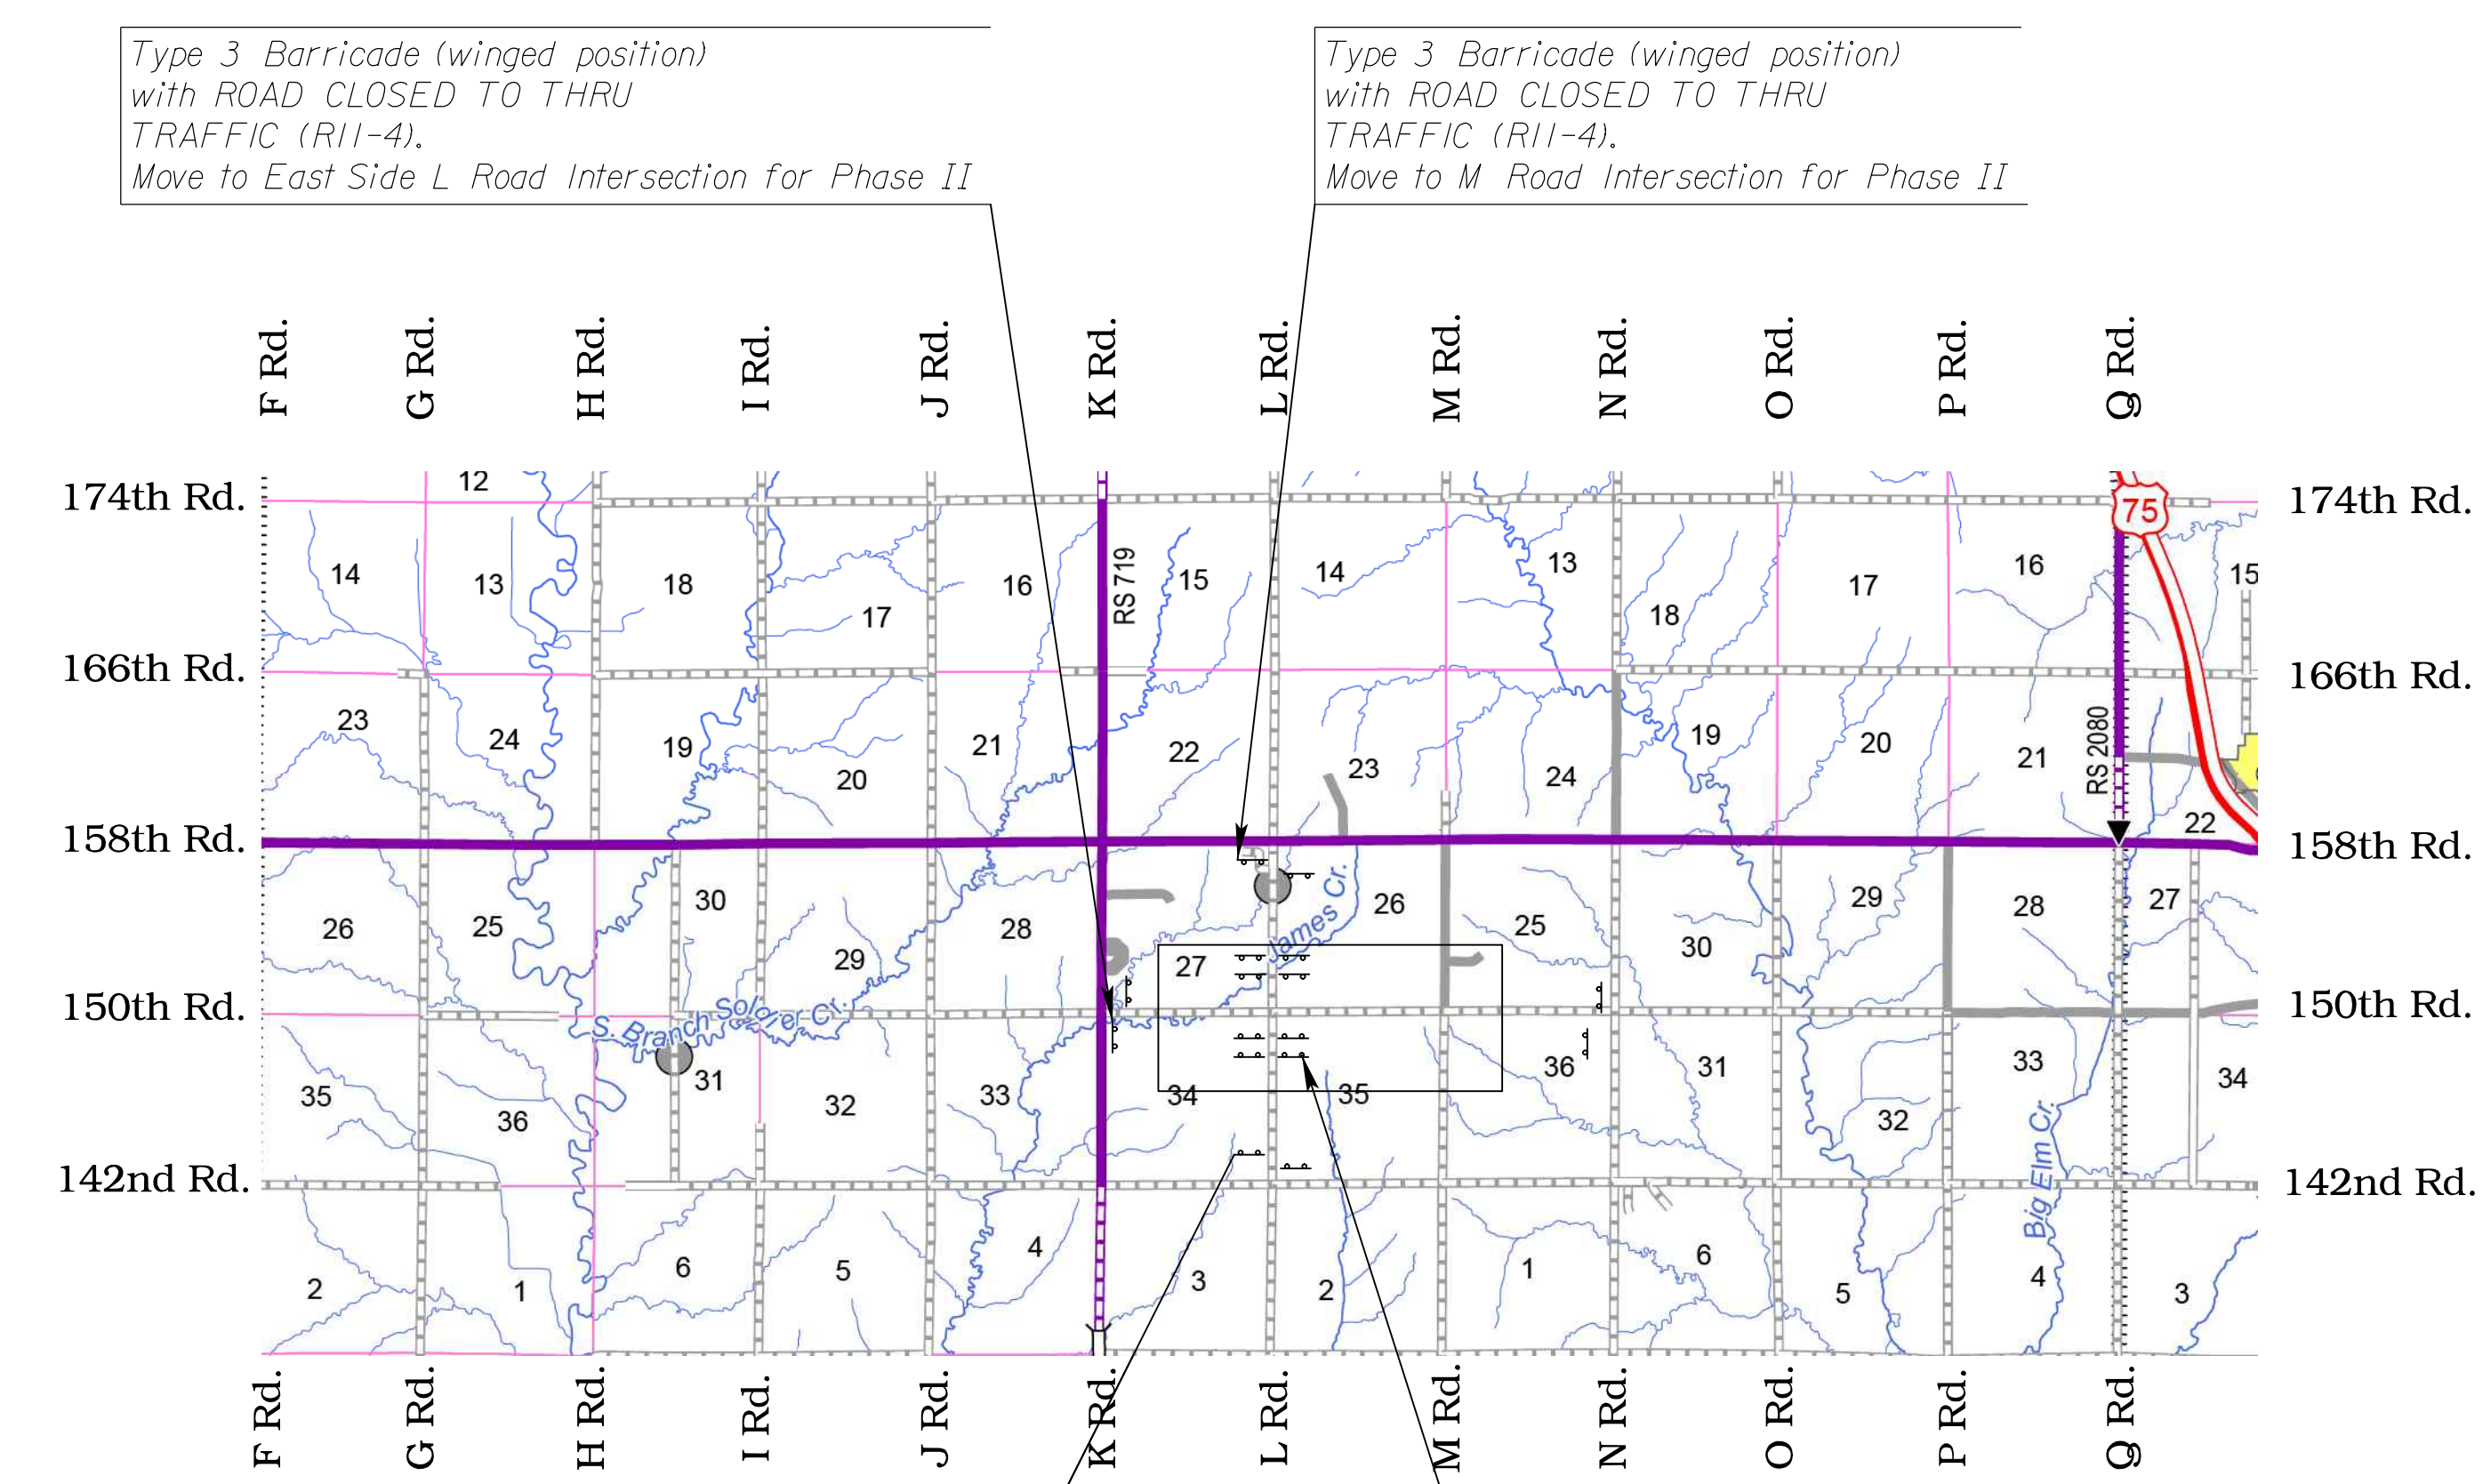 Type 3 Barricade (winged position)
with ROAD CLOSED TO THRU
TRAFFIC (R11-4).
Move to East Side L Road Intersection for Phase II
Type 3 Barricade (winged position)
with ROAD CLOSED TO THRU
TRAFFIC (R11-4).
Move to M Road Intersection for Phase II
F Rd.
G Rd.
H Rd.
I Rd.
J Rd.
K Rd.
L Rd.
M Rd.
N Rd.
O Rd.
P Rd.
Q Rd.
12
174th Rd.
75
174th Rd.
14
13
18
17
16
RS 719
15
14
13
18
17
16
15
166th Rd.
166th Rd.
23
24
19
20
21
22
23
24
19
20
21
RS 2080
22
158th Rd.
158th Rd.
26
25
30
29
28
27
James Cr.
26
25
30
29
28
27
150th Rd.
S. Branch Soldier Cr.
150th Rd.
35
36
31
32
33
34
35
36
31
32
33
34
Big Elm Cr.
142nd Rd.
142nd Rd.
2
1
6
5
4
3
2
1
6
5
4
3
F Rd.
G Rd.
H Rd.
I Rd.
J Rd.
K Rd.
L Rd.
M Rd.
N Rd.
O Rd.
P Rd.
Q Rd.